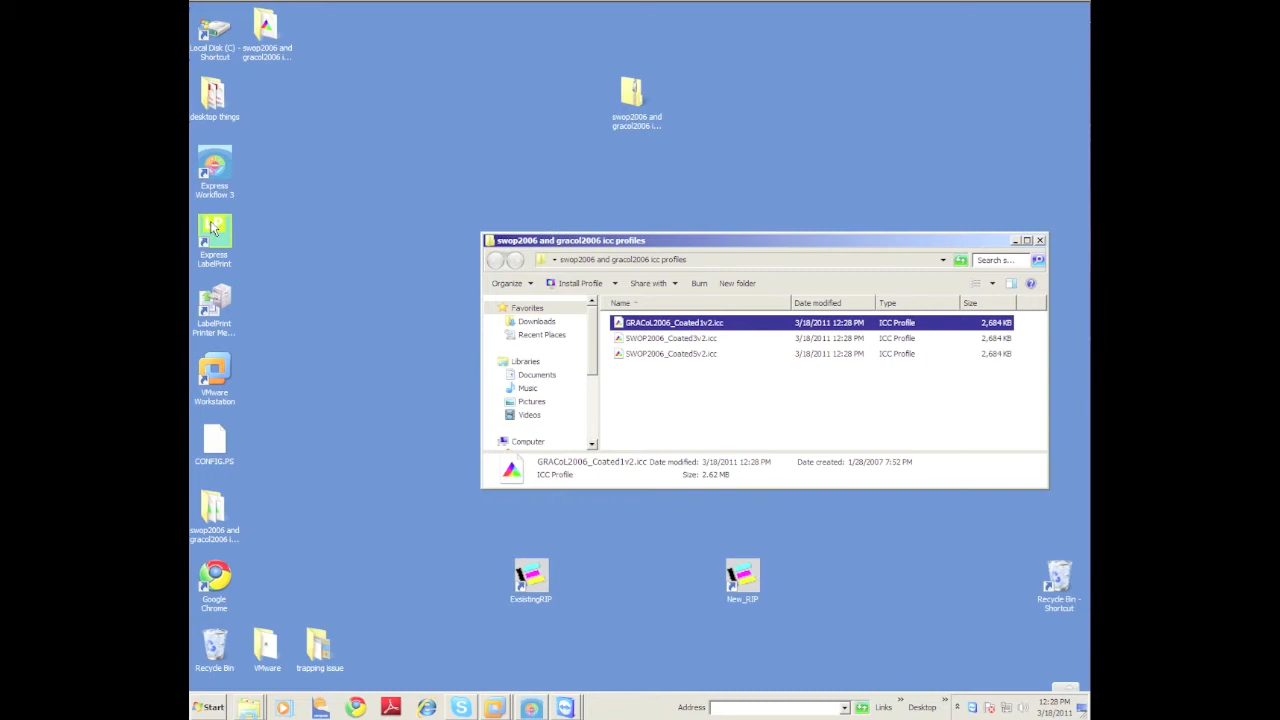 Local Disk (C) -
Shortcut
swop2006 and
gracol2006 i...
swop2006 and
gracol2006 i...
desktop things
Express
Workflow 3
Express
LabelPrint
LabelPrint
Printer Me...
VMware
Workstation
CONFIG.PS
swop2006 and
gracol2006 i...
Google
Chrome
Recycle Bin
VMware
trapping issue
swop2006 and gracol2006 icc profiles
swop2006 and gracol2006 icc profiles
Search s...
Organize
Install Profile
Share with
Burn
New folder
Favorites
Downloads
Recent Places
Libraries
Documents
Music
Pictures
Videos
Computer
Name Date modified Type Size
GRACoL2006_Coated1v2.icc 3/18/2011 12:28 PM ICC Profile 2,684 KB
SWOP2006_Coated3v2.icc 3/18/2011 12:28 PM ICC Profile 2,684 KB
SWOP2006_Coated5v2.icc 3/18/2011 12:28 PM ICC Profile 2,684 KB
GRACoL2006_Coated1v2.icc Date modified: 3/18/2011 12:28 PM Date created: 1/28/2007 7:52 PM
ICC Profile Size: 2.62 MB
ExsistingRIP
New_RIP
Recycle Bin -
Shortcut
Start
Address
Links
Desktop
12:28 PM
3/18/2011